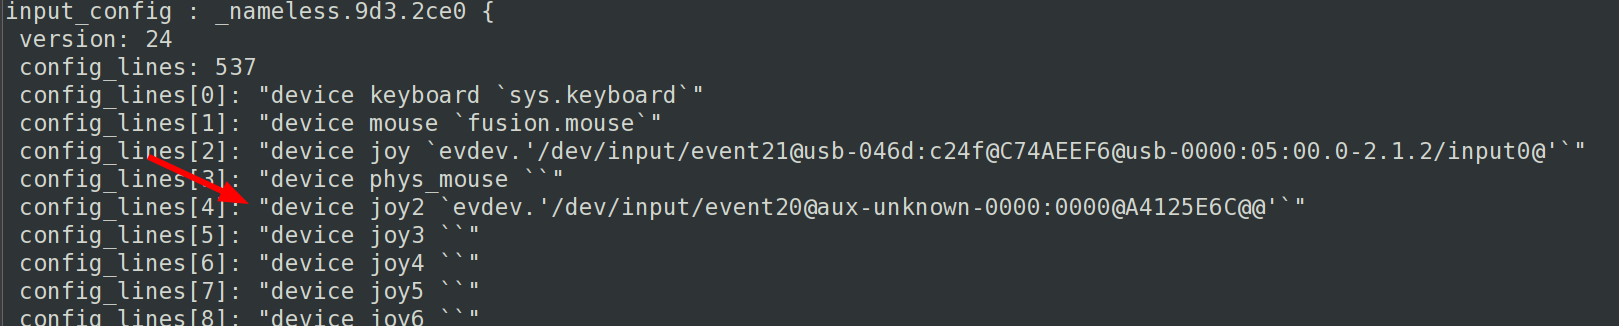 input_config : _nameless.9d3.2ce0 {
version: 24
config_lines: 537
config_lines[0]: "device keyboard `sys.keyboard`"
config_lines[1]: "device mouse `fusion.mouse`"
config_lines[2]: "device joy `evdev.'/dev/input/event21@usb-046d:c24f@C74AEEF6@usb-0000:05:00.0-2.1.2/input0@'`"
config_lines[3]: "device phys_mouse ``"
config_lines[4]: "device joy2 `evdev.'/dev/input/event20@aux-unknown-0000:0000@A4125E6C@@'`"
config_lines[5]: "device joy3 ``"
config_lines[6]: "device joy4 ``"
config_lines[7]: "device joy5 ``"
config_lines[8]: "device joy6 ``"